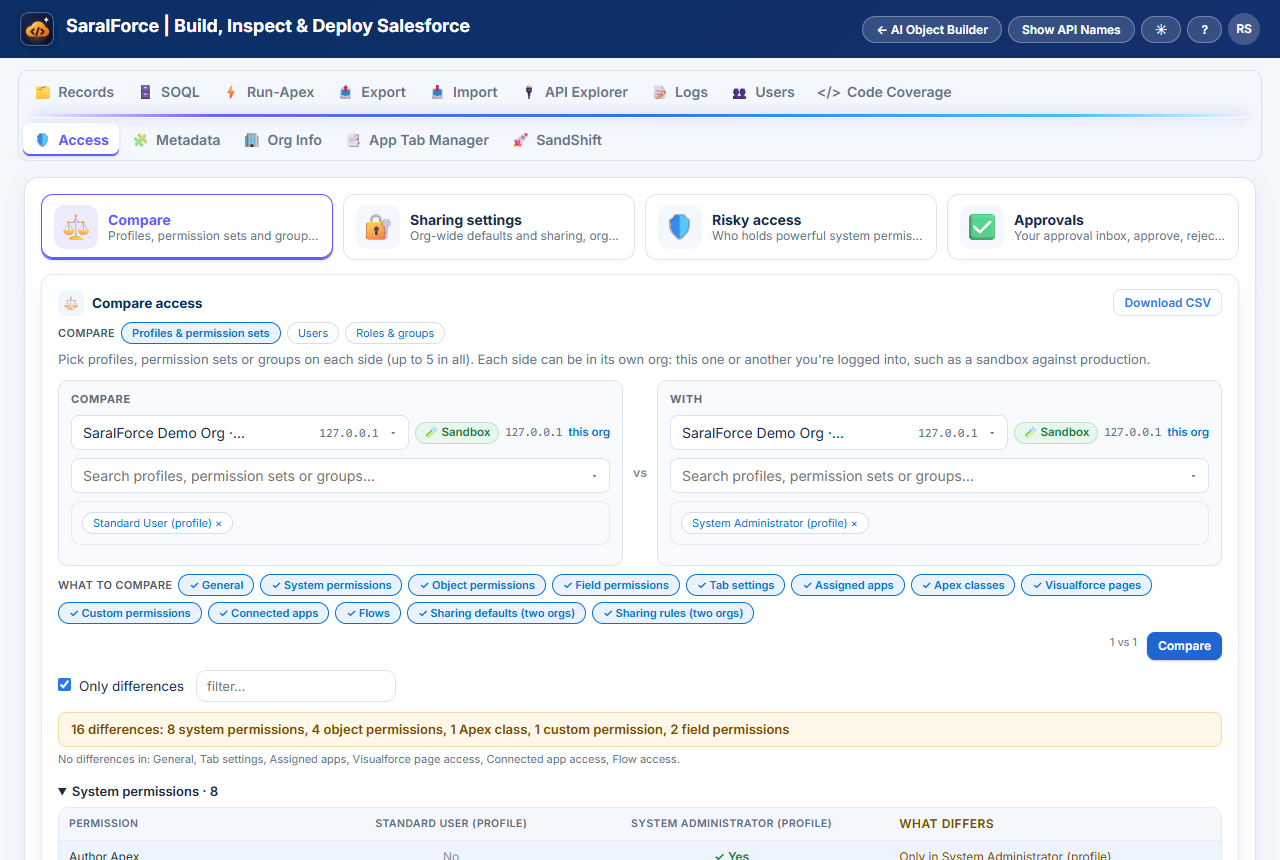 SaralForce | Build, Inspect & Deploy Salesforce
← AI Object Builder
Show API Names
?
RS
Records
SOQL
Run-Apex
Export
Import
API Explorer
Logs
Users
</> Code Coverage
Access
Metadata
Org Info
App Tab Manager
SandShift
Compare
Profiles, permission sets and group...
Sharing settings
Org-wide defaults and sharing, org...
Risky access
Who holds powerful system permis...
Approvals
Your approval inbox, approve, rejec...
Compare access
Download CSV
COMPARE
Profiles & permission sets
Users
Roles & groups
Pick profiles, permission sets or groups on each side (up to 5 in all). Each side can be in its own org: this one or another you're logged into, such as a sandbox against production.
COMPARE
SaralForce Demo Org ·... 127.0.0.1
Sandbox
127.0.0.1 this org
Search profiles, permission sets or groups...
Standard User (profile) ×
vs
WITH
SaralForce Demo Org ·... 127.0.0.1
Sandbox
127.0.0.1 this org
Search profiles, permission sets or groups...
System Administrator (profile) ×
WHAT TO COMPARE ✓ General ✓ System permissions ✓ Object permissions ✓ Field permissions ✓ Tab settings ✓ Assigned apps ✓ Apex classes ✓ Visualforce pages
✓ Custom permissions ✓ Connected apps ✓ Flows ✓ Sharing defaults (two orgs) ✓ Sharing rules (two orgs)
1 vs 1
Compare
Only differences
filter...
16 differences: 8 system permissions, 4 object permissions, 1 Apex class, 1 custom permission, 2 field permissions
No differences in: General, Tab settings, Assigned apps, Visualforce page access, Connected app access, Flow access.
▼ System permissions · 8
PERMISSION STANDARD USER (PROFILE) SYSTEM ADMINISTRATOR (PROFILE) WHAT DIFFERS
Author Apex No ✓ Yes Only in System Administrator (profile)